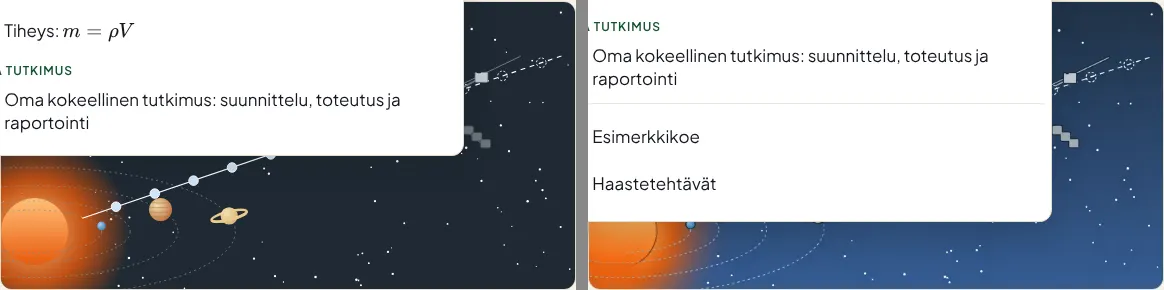 Tiheys: m = ρV
TUTKIMUS
Oma kokeellinen tutkimus: suunnittelu, toteutus ja
raportointi
TUTKIMUS
Oma kokeellinen tutkimus: suunnittelu, toteutus ja
raportointi
Esimerkkikoe
Haastetehtävät